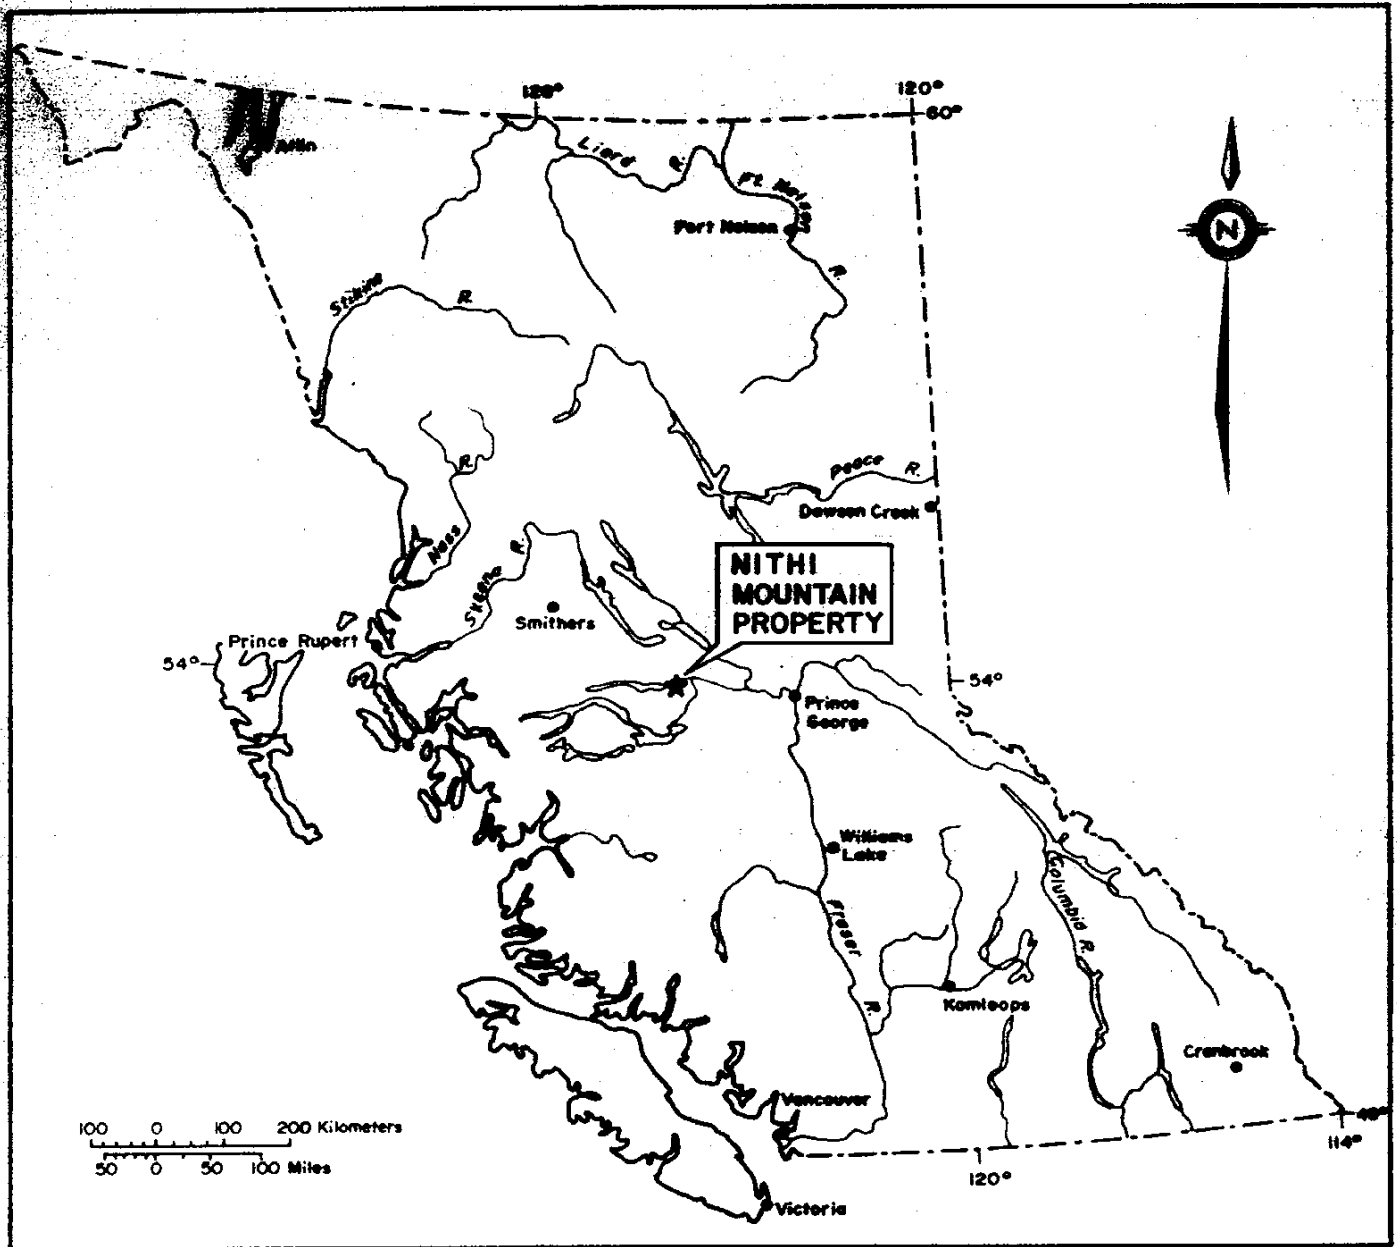 128°
120°
60°
Atlin
Liard
R.
Ft. Nelson
Fort Nelson
R.
Stikine
R.
R.
Peace R.
Dawson Creek
Nass
R.
Skeena
NITHI
MOUNTAIN
PROPERTY
Smithers
Prince Rupert
54°
54°
Prince
George
Williams
Lake
Columbia R.
Fraser
R.
Kamloops
Cranbrook
Vancouver
100 0 100 200 Kilometers
50 0 50 100 Miles
49°
114°
120°
Victoria
N